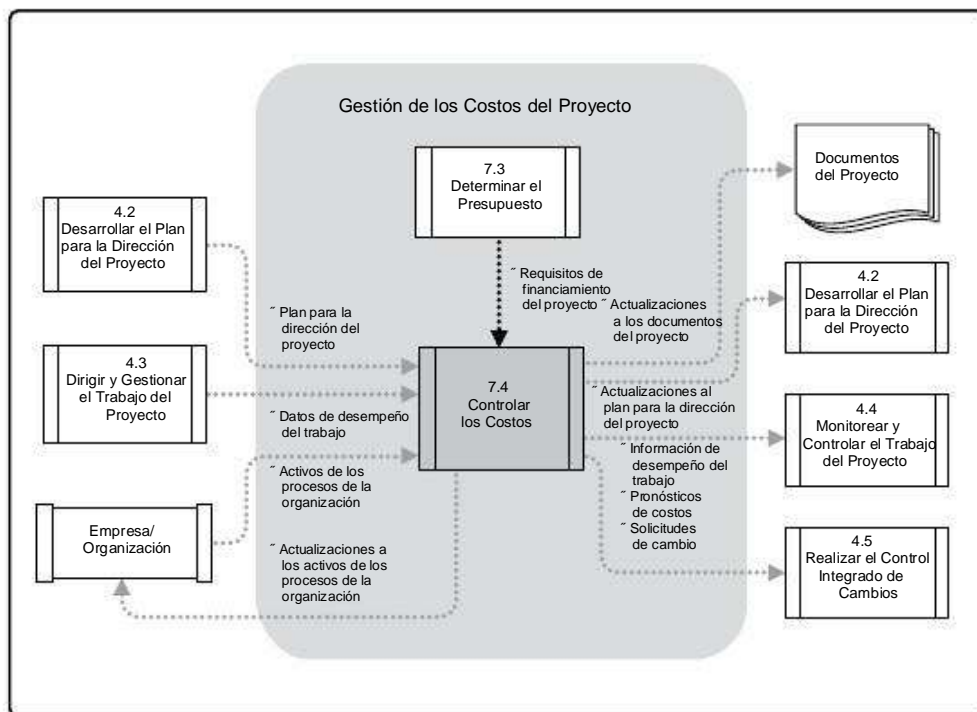 Gestión de los Costos del Proyecto
7.3
Determinar el
Presupuesto
Documentos
del Proyecto
4.2
Desarrollar el Plan
para la Dirección
del Proyecto
˝ Requisitos de
financiamiento
del proyecto
˝ Actualizaciones
a los documentos
del proyecto
4.2
Desarrollar el Plan
para la Dirección
del Proyecto
˝ Plan para la
dirección del
proyecto
4.3
Dirigir y Gestionar
el Trabajo del
Proyecto
7.4
Controlar
los Costos
˝ Actualizaciones al
plan para la dirección
del proyecto
4.4
Monitorear y
Controlar el Trabajo
del Proyecto
˝ Datos de desempeño
del trabajo
˝ Información de
desempeño del
trabajo
˝ Pronósticos
de costos
˝ Solicitudes
de cambio
˝ Activos de los
procesos de la
organización
Empresa/
Organización
˝ Actualizaciones a
los activos de los
procesos de la
organización
4.5
Realizar el Control
Integrado de
Cambios